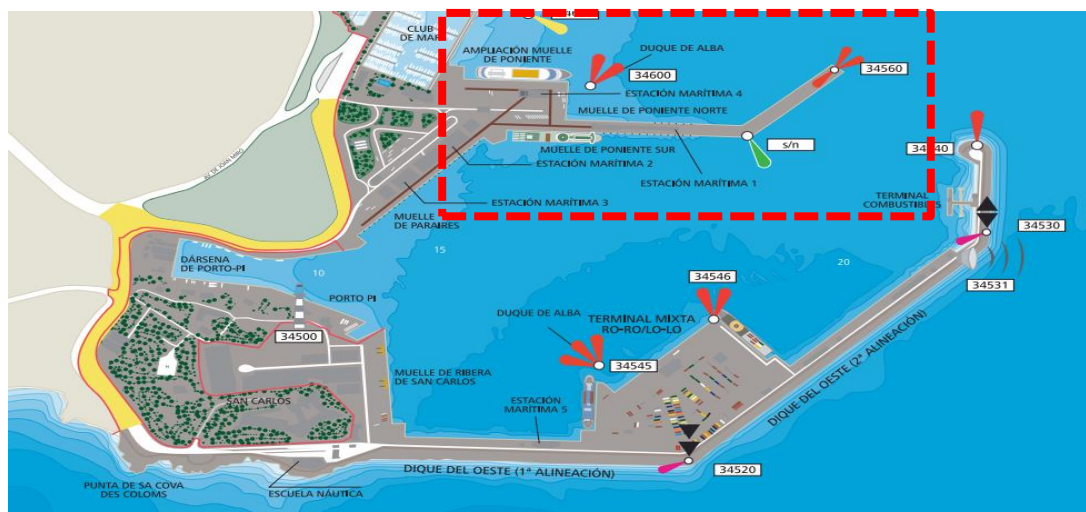 CLUB
DE MAR
AMPLIACIÓN MUELLE
DE PONIENTE
DUQUE DE ALBA
34600
34560
ESTACIÓN MARÍTIMA 4
MUELLE DE PONIENTE NORTE
MUELLE DE PONIENTE SUR
s/n
ESTACIÓN MARÍTIMA 2
ESTACIÓN MARÍTIMA 1
ESTACIÓN MARÍTIMA 3
AV. DE JOAN MIRÓ
MUELLE
DE PARAIRES
TERMINAL
COMBUSTIBLES
34530
34531
DÁRSENA
DE PORTO-PI
10
15
20
PORTO PI
34500
34546
DUQUE DE ALBA
TERMINAL MIXTA
RO-RO/LO-LO
34545
MUELLE DE RIBERA
DE SAN CARLOS
SAN CARLOS
ESTACIÓN
MARÍTIMA 5
DIQUE DEL OESTE (2ª ALINEACIÓN)
DIQUE DEL OESTE (1ª ALINEACIÓN)
34520
PUNTA DE SA COVA
DES COLOMS
ESCUELA NÁUTICA